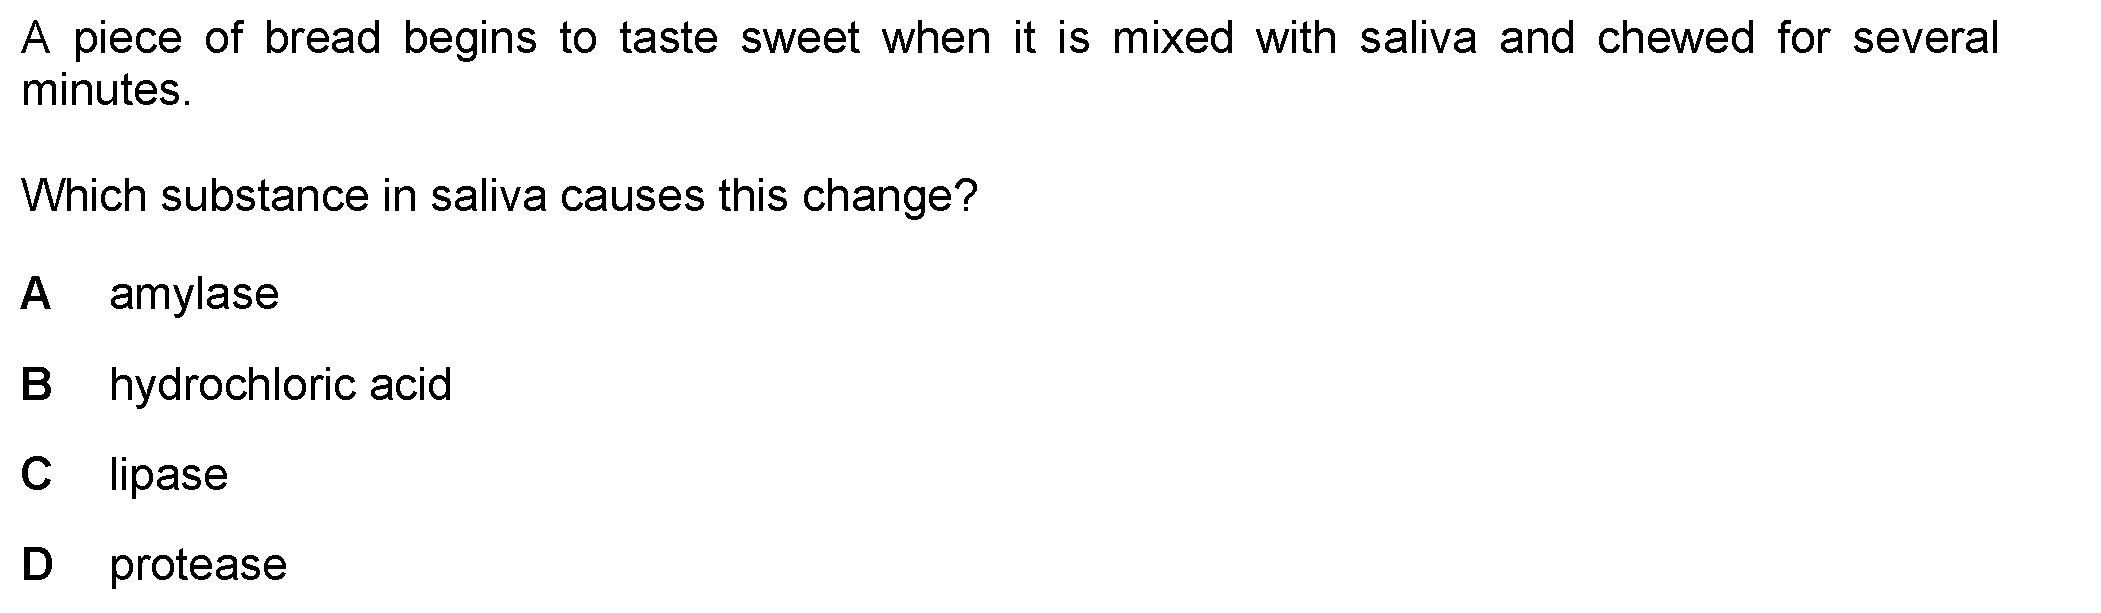 A piece of bread begins to taste sweet when it is mixed with saliva and chewed for several
minutes.
Which substance in saliva causes this change?
A amylase
B hydrochloric acid
C lipase
D protease